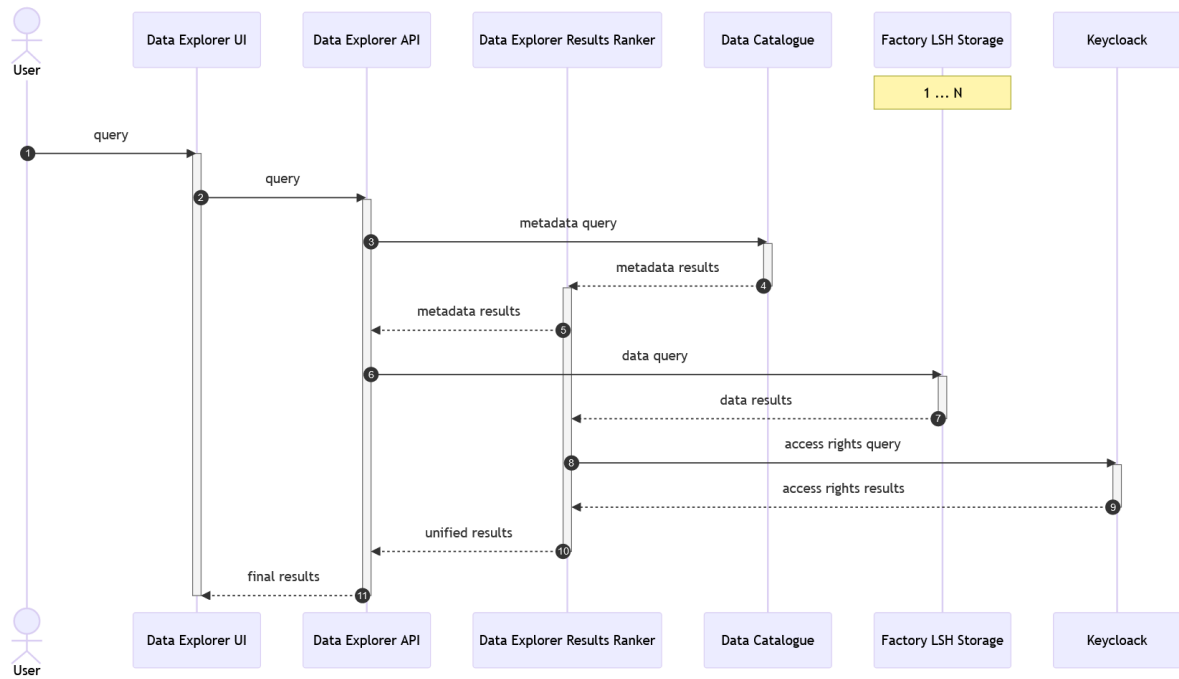 Data Explorer UI
Data Explorer API
Data Explorer Results Ranker
Data Catalogue
Factory LSH Storage
Keycloack
User
1 ... N
query
1
query
2
metadata query
3
metadata results
4
metadata results
5
data query
6
data results
7
access rights query
8
access rights results
9
unified results
10
final results
11
Data Explorer UI
Data Explorer API
Data Explorer Results Ranker
Data Catalogue
Factory LSH Storage
Keycloack
User